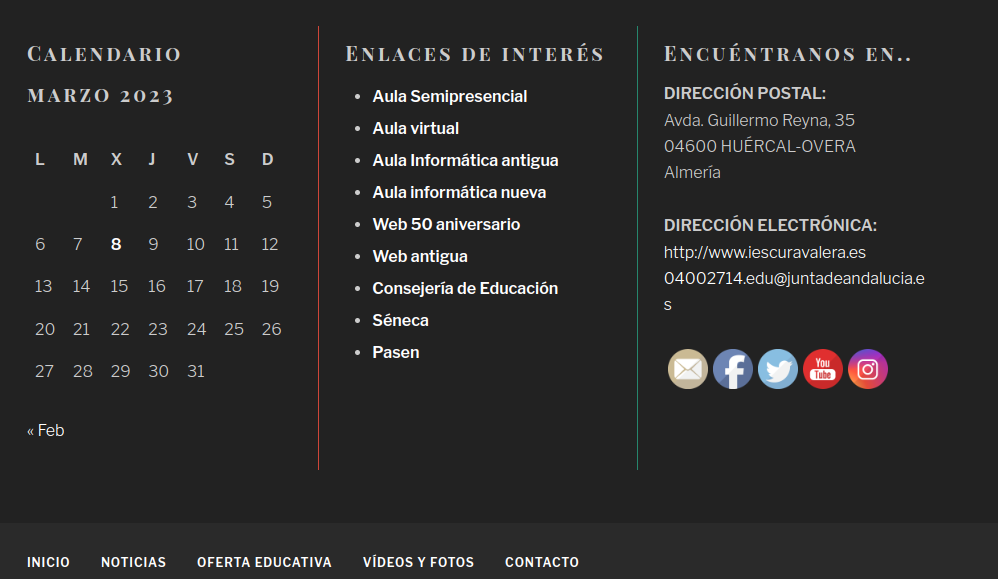 Calendario
marzo 2023
L M X J V S D
1 2 3 4 5
6 7 8 9 10 11 12
13 14 15 16 17 18 19
20 21 22 23 24 25 26
27 28 29 30 31
« Feb
Enlaces de interés
Aula Semipresencial
Aula virtual
Aula Informática antigua
Aula informática nueva
Web 50 aniversario
Web antigua
Consejería de Educación
Séneca
Pasen
Encuéntranos en..
DIRECCIÓN POSTAL:
Avda. Guillermo Reyna, 35
04600 HUÉRCAL-OVERA
Almería
DIRECCIÓN ELECTRÓNICA:
http://www.iescuravalera.es
04002714.edu@juntadeandalucia.e
s
You
Tube
INICIO NOTICIAS OFERTA EDUCATIVA VÍDEOS Y FOTOS CONTACTO